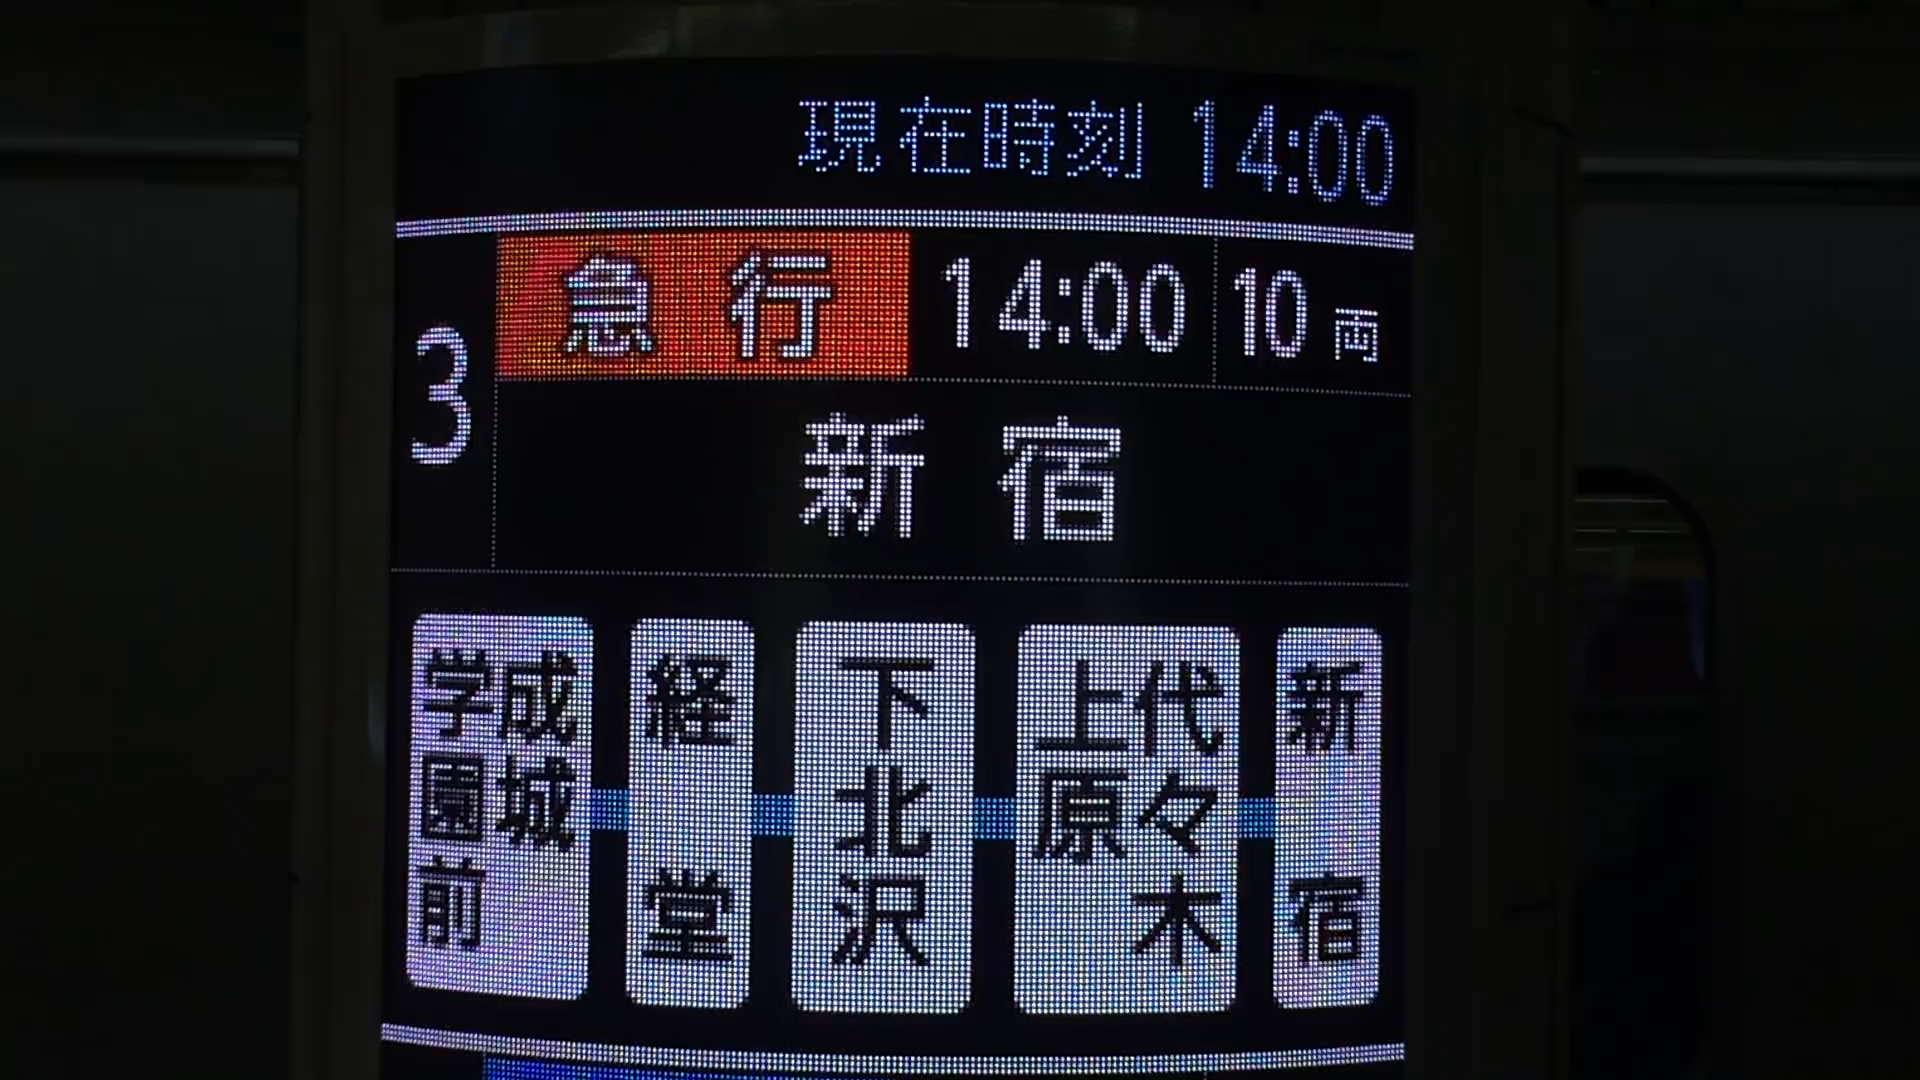 現在時刻 14:00
3 急行 14:00 10両
新宿
成城学園前
経堂
下北沢
代々木上原
新宿